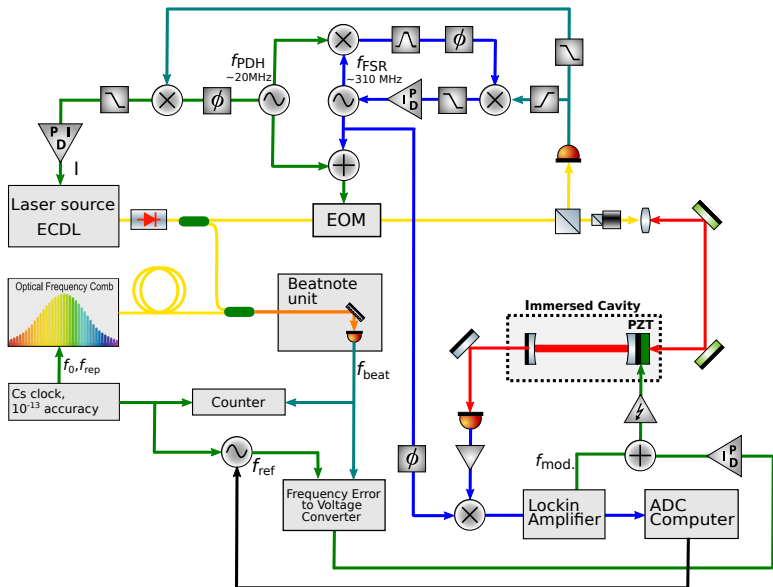 f_PDH
~20MHz
f_FSR
~310 MHz
ϕ
ϕ
P I D
P I D
I
Laser source
ECDL
EOM
Optical Frequency Comb
Beatnote
unit
Immersed Cavity
PZT
f_0, f_rep
f_beat
Cs clock,
10^-13 accuracy
Counter
f_ref
ϕ
f_mod.
P I D
Frequency Error
to Voltage
Converter
Lockin
Amplifier
ADC
Computer